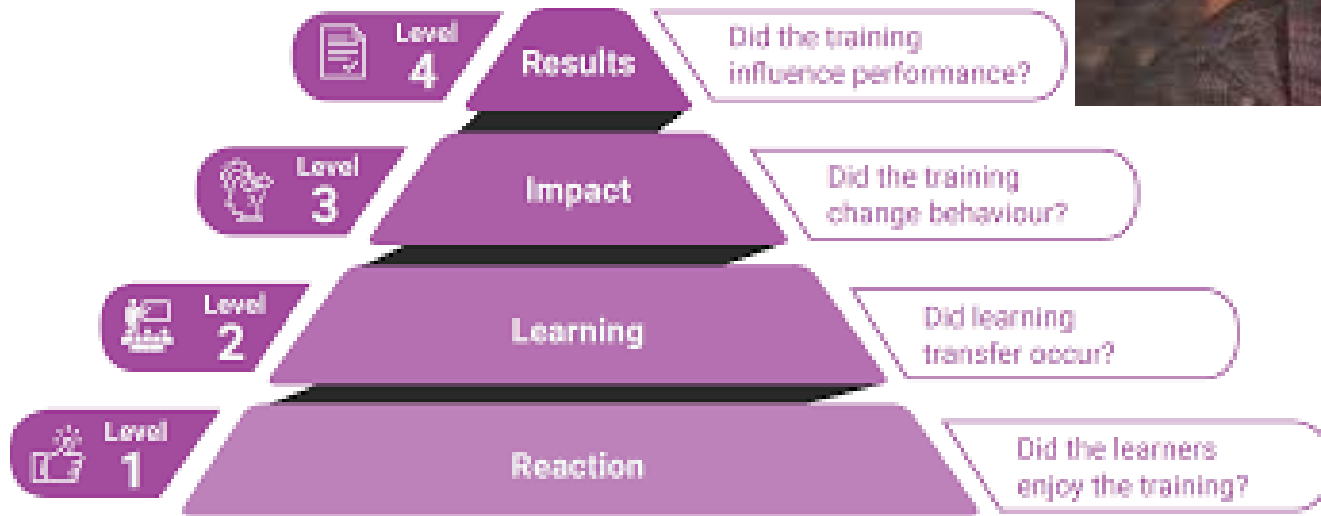 Level
4
Results
Did the training
influence performance?
Level
3
Impact
Did the training
change behaviour?
Level
2
Learning
Did learning
transfer occur?
Level
1
Reaction
Did the learners
enjoy the training?